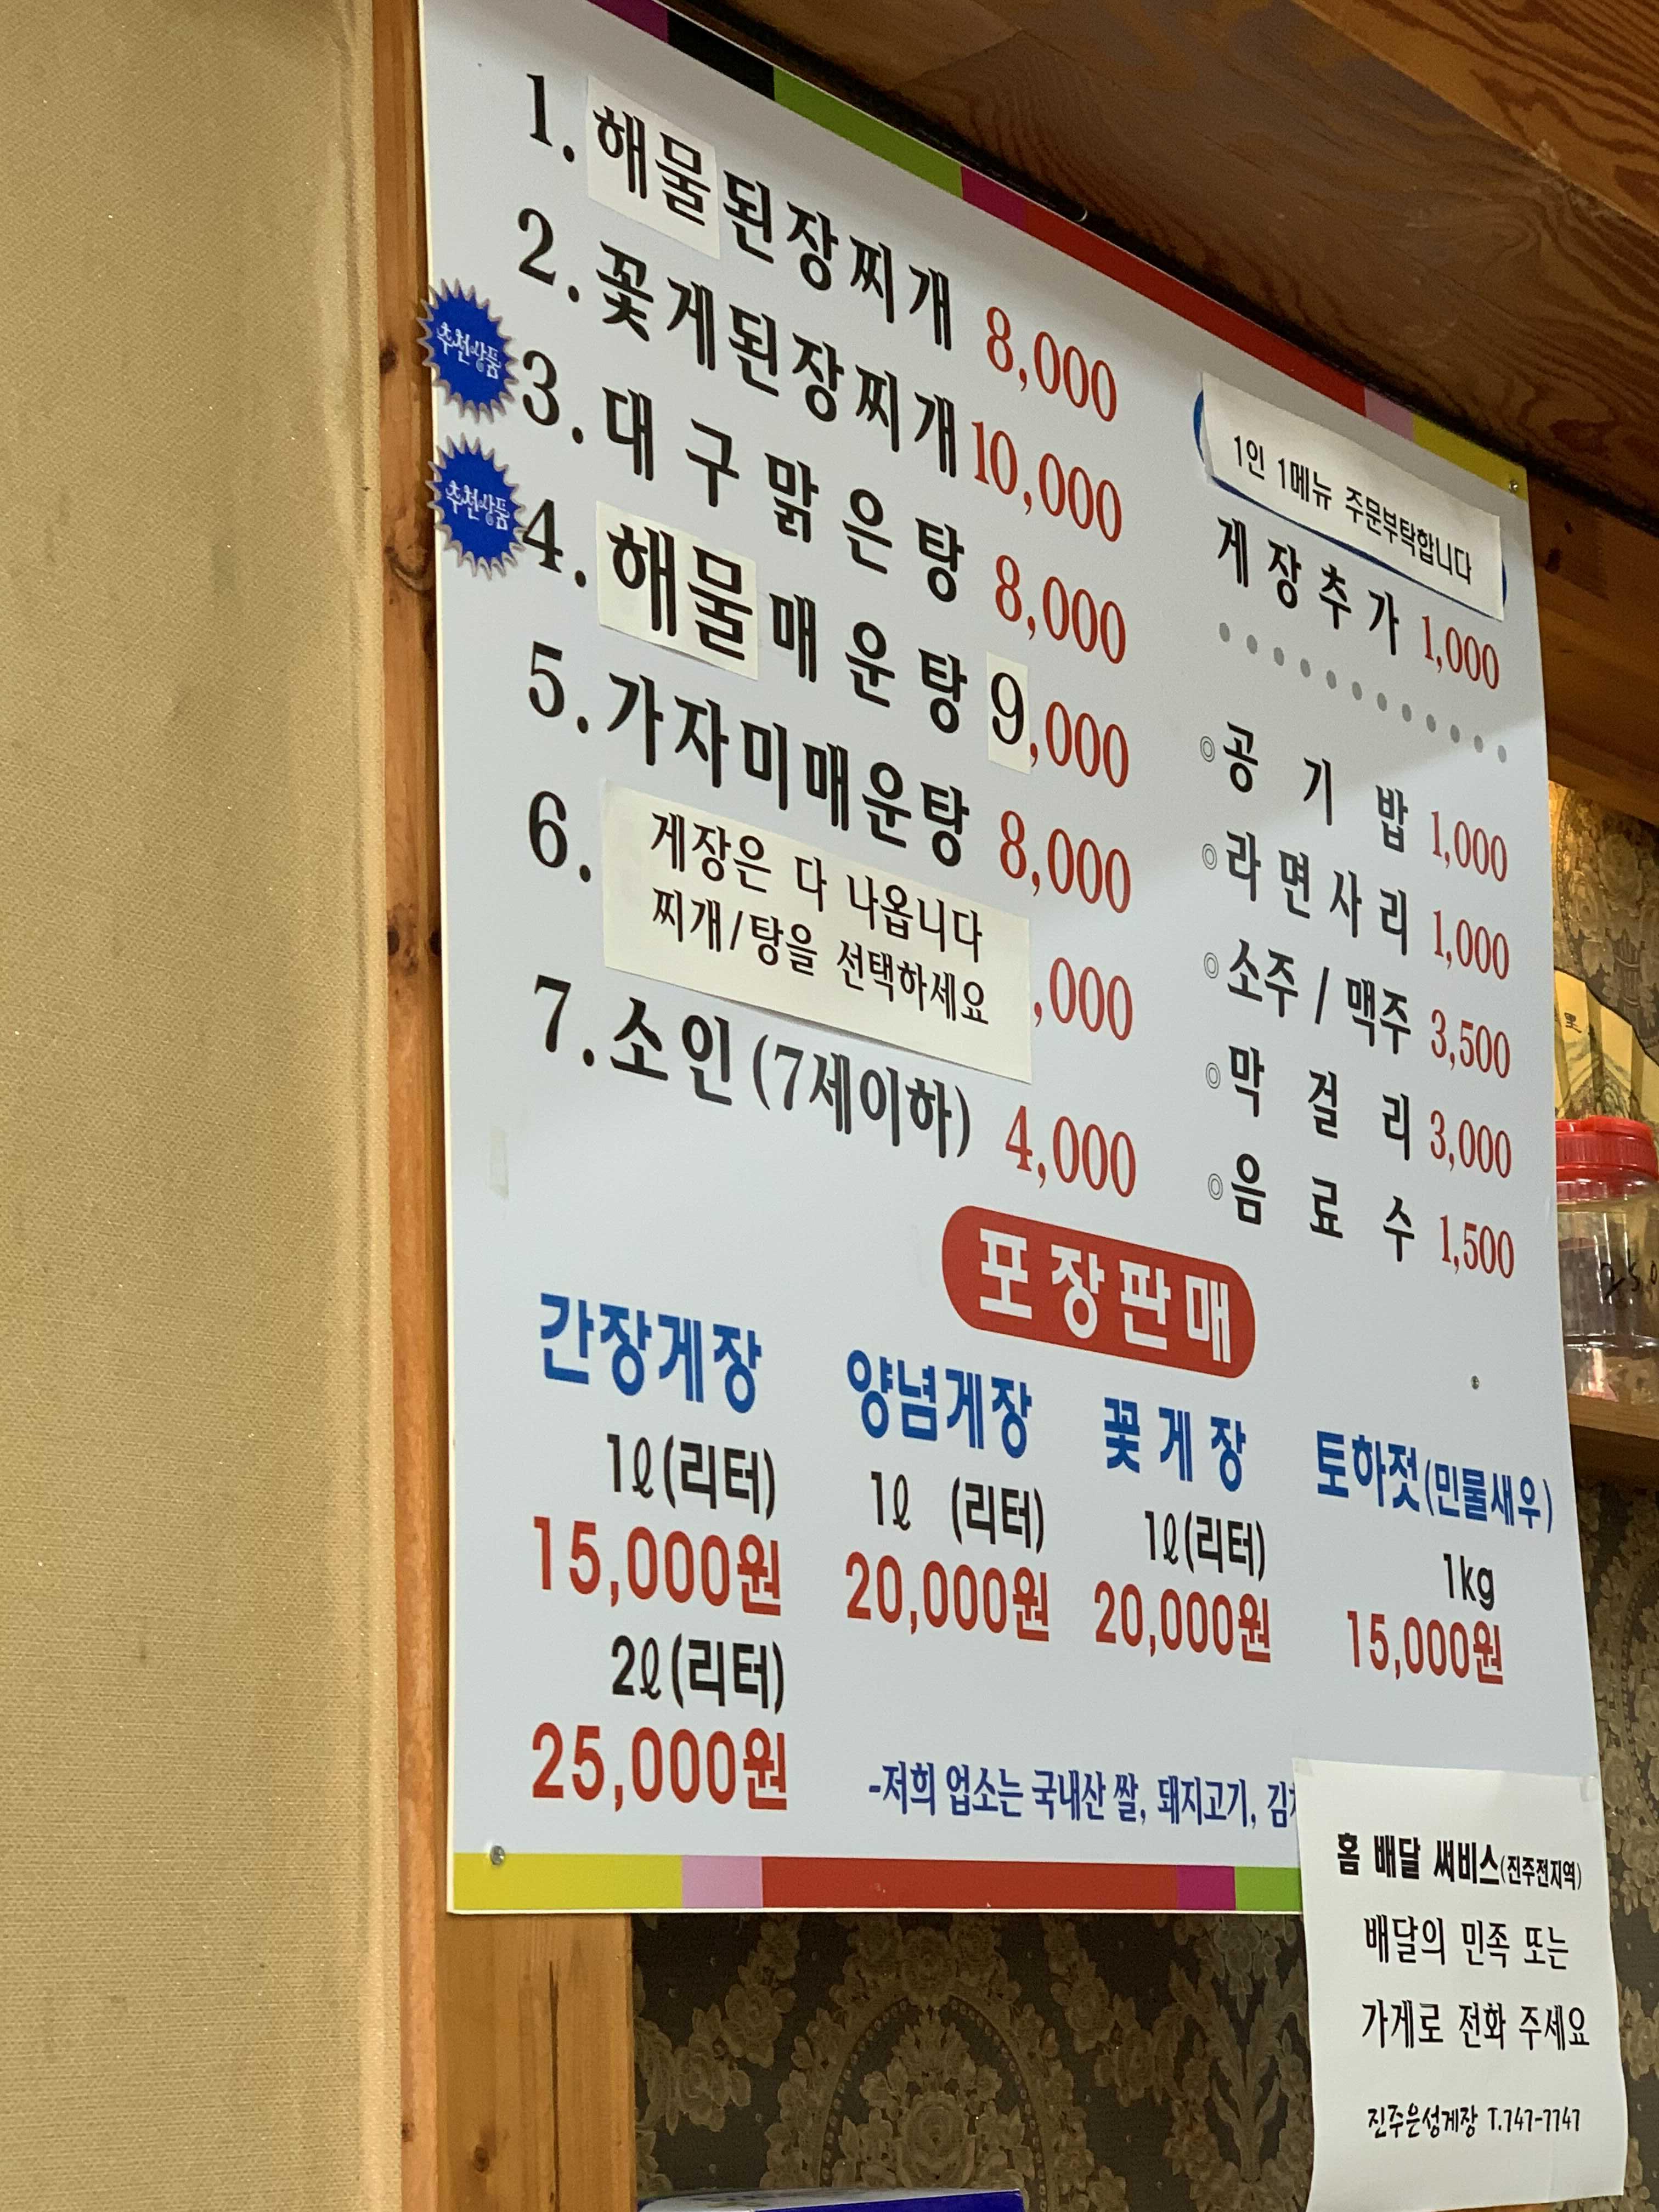 1. 해물된장찌개 8,000
2. 꽃게된장찌개 10,000
추천상품
3. 대구맑은탕 8,000
추천상품
4. 해물매운탕 9,000
5. 가자미매운탕 8,000
6. 게장은 다 나옵니다
찌개/탕을 선택하세요 ,000
7. 소인(7세이하) 4,000
1인 1메뉴 주문부탁합니다
게장추가 1,000
◎공기밥 1,000
◎라면사리 1,000
◎소주/맥주 3,500
◎막걸리 3,000
◎음료수 1,500
포장판매
간장게장
1ℓ(리터)
15,000원
2ℓ(리터)
25,000원
양념게장
1ℓ (리터)
20,000원
꽃게장
1ℓ(리터)
20,000원
토하젓(민물새우)
1kg
15,000원
-저희 업소는 국내산 쌀, 돼지고기,
홈 배달 써비스(진주전지역)
배달의 민족 또는
가게로 전화 주세요
진주은성게장 T.747-7747